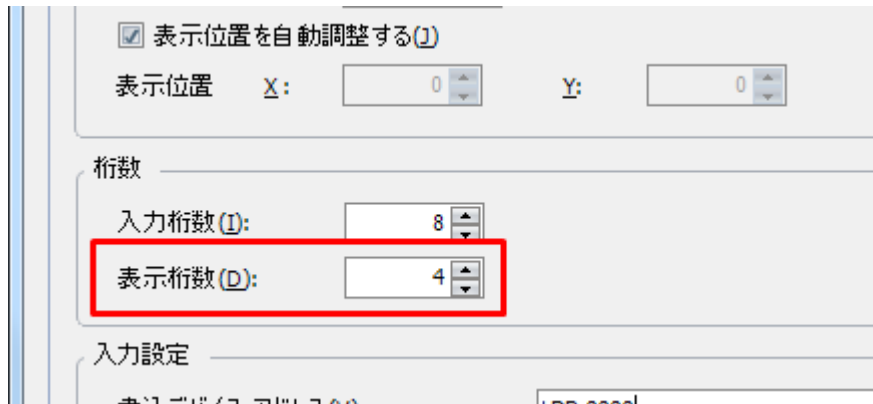 表示位置を自動調整する(J)
表示位置 X: 0 Y: 0
桁数
入力桁数(I): 8
表示桁数(D): 4
入力設定